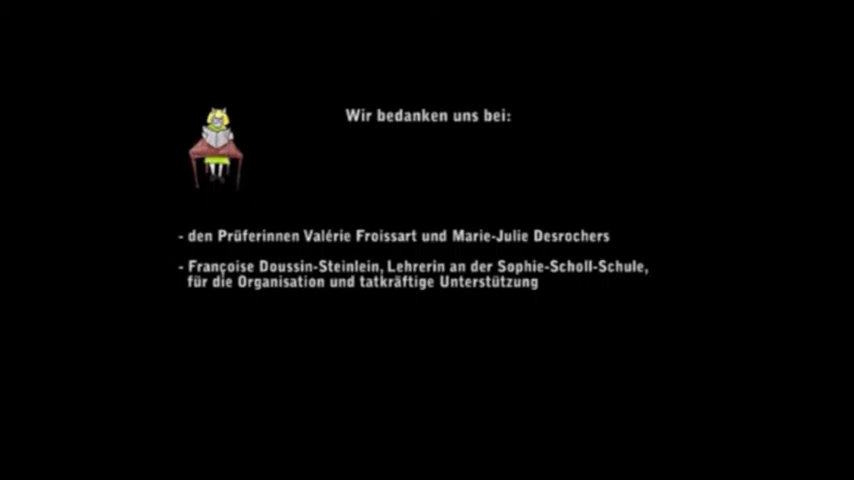 Wir bedanken uns bei:
- den Prüferinnen Valérie Froissart und Marie-Julie Desrochers
- Françoise Doussin-Steinlein, Lehrerin an der Sophie-Scholl-Schule,
für die Organisation und tatkräftige Unterstützung